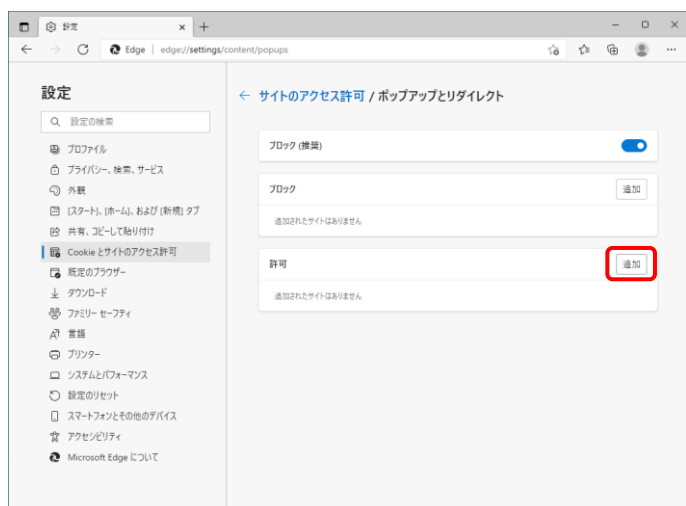 設定
Edge | edge://settings/content/popups
設定
設定の検索
プロファイル
プライバシー、検索、サービス
外観
[スタート]、[ホーム]、および [新規] タブ
共有、コピーして貼り付け
Cookie とサイトのアクセス許可
既定のブラウザー
ダウンロード
ファミリー セーフティ
言語
プリンター
システムとパフォーマンス
設定のリセット
スマートフォンとその他のデバイス
アクセシビリティ
Microsoft Edge について
サイトのアクセス許可 / ポップアップとリダイレクト
ブロック (推奨)
ブロック
追加
追加されたサイトはありません
許可
追加
追加されたサイトはありません